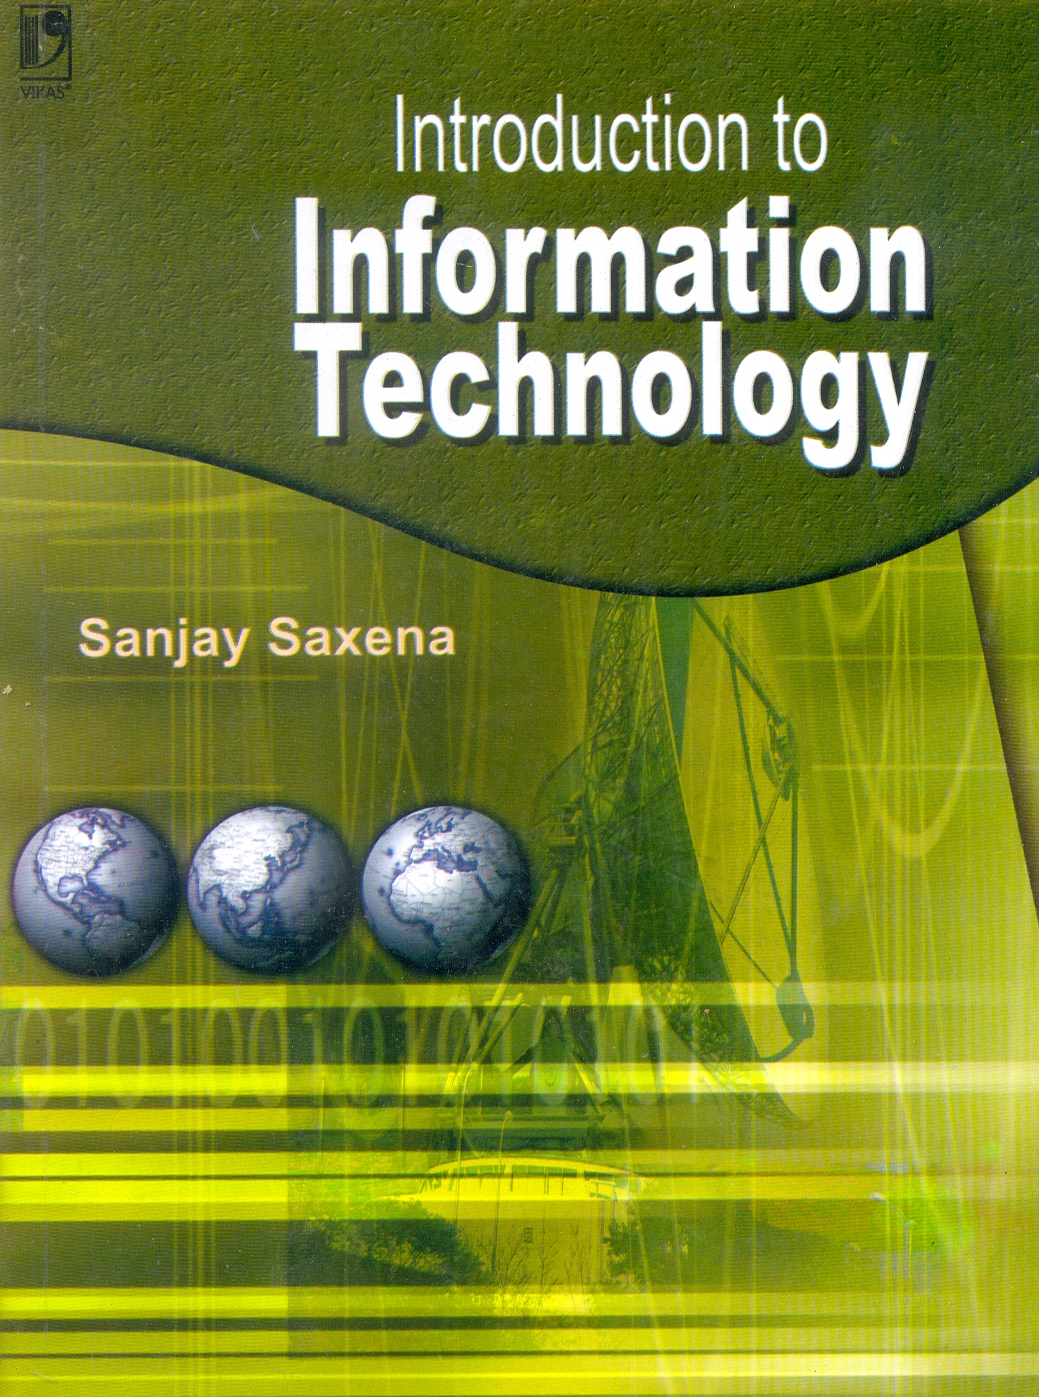 VIKAS®
Introduction to
Information
Technology
Sanjay Saxena